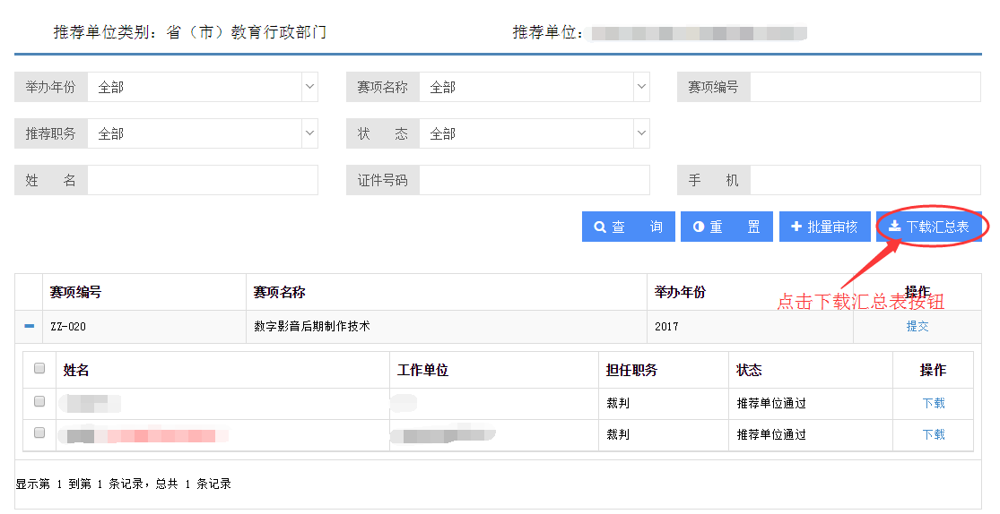 推荐单位类别：省（市）教育行政部门 推荐单位：
举办年份 全部 赛项名称 全部 赛项编号
推荐职务 全部 状 态 全部
姓 名 证件号码 手 机
查 询 重 置 批量审核 下载汇总表
赛项编号 赛项名称 举办年份 操作
点击下载汇总表按钮
ZZ-020 数字影音后期制作技术 2017 提交
姓名 工作单位 担任职务 状态 操作
裁判 推荐单位通过 下载
裁判 推荐单位通过 下载
显示第 1 到第 1 条记录，总共 1 条记录